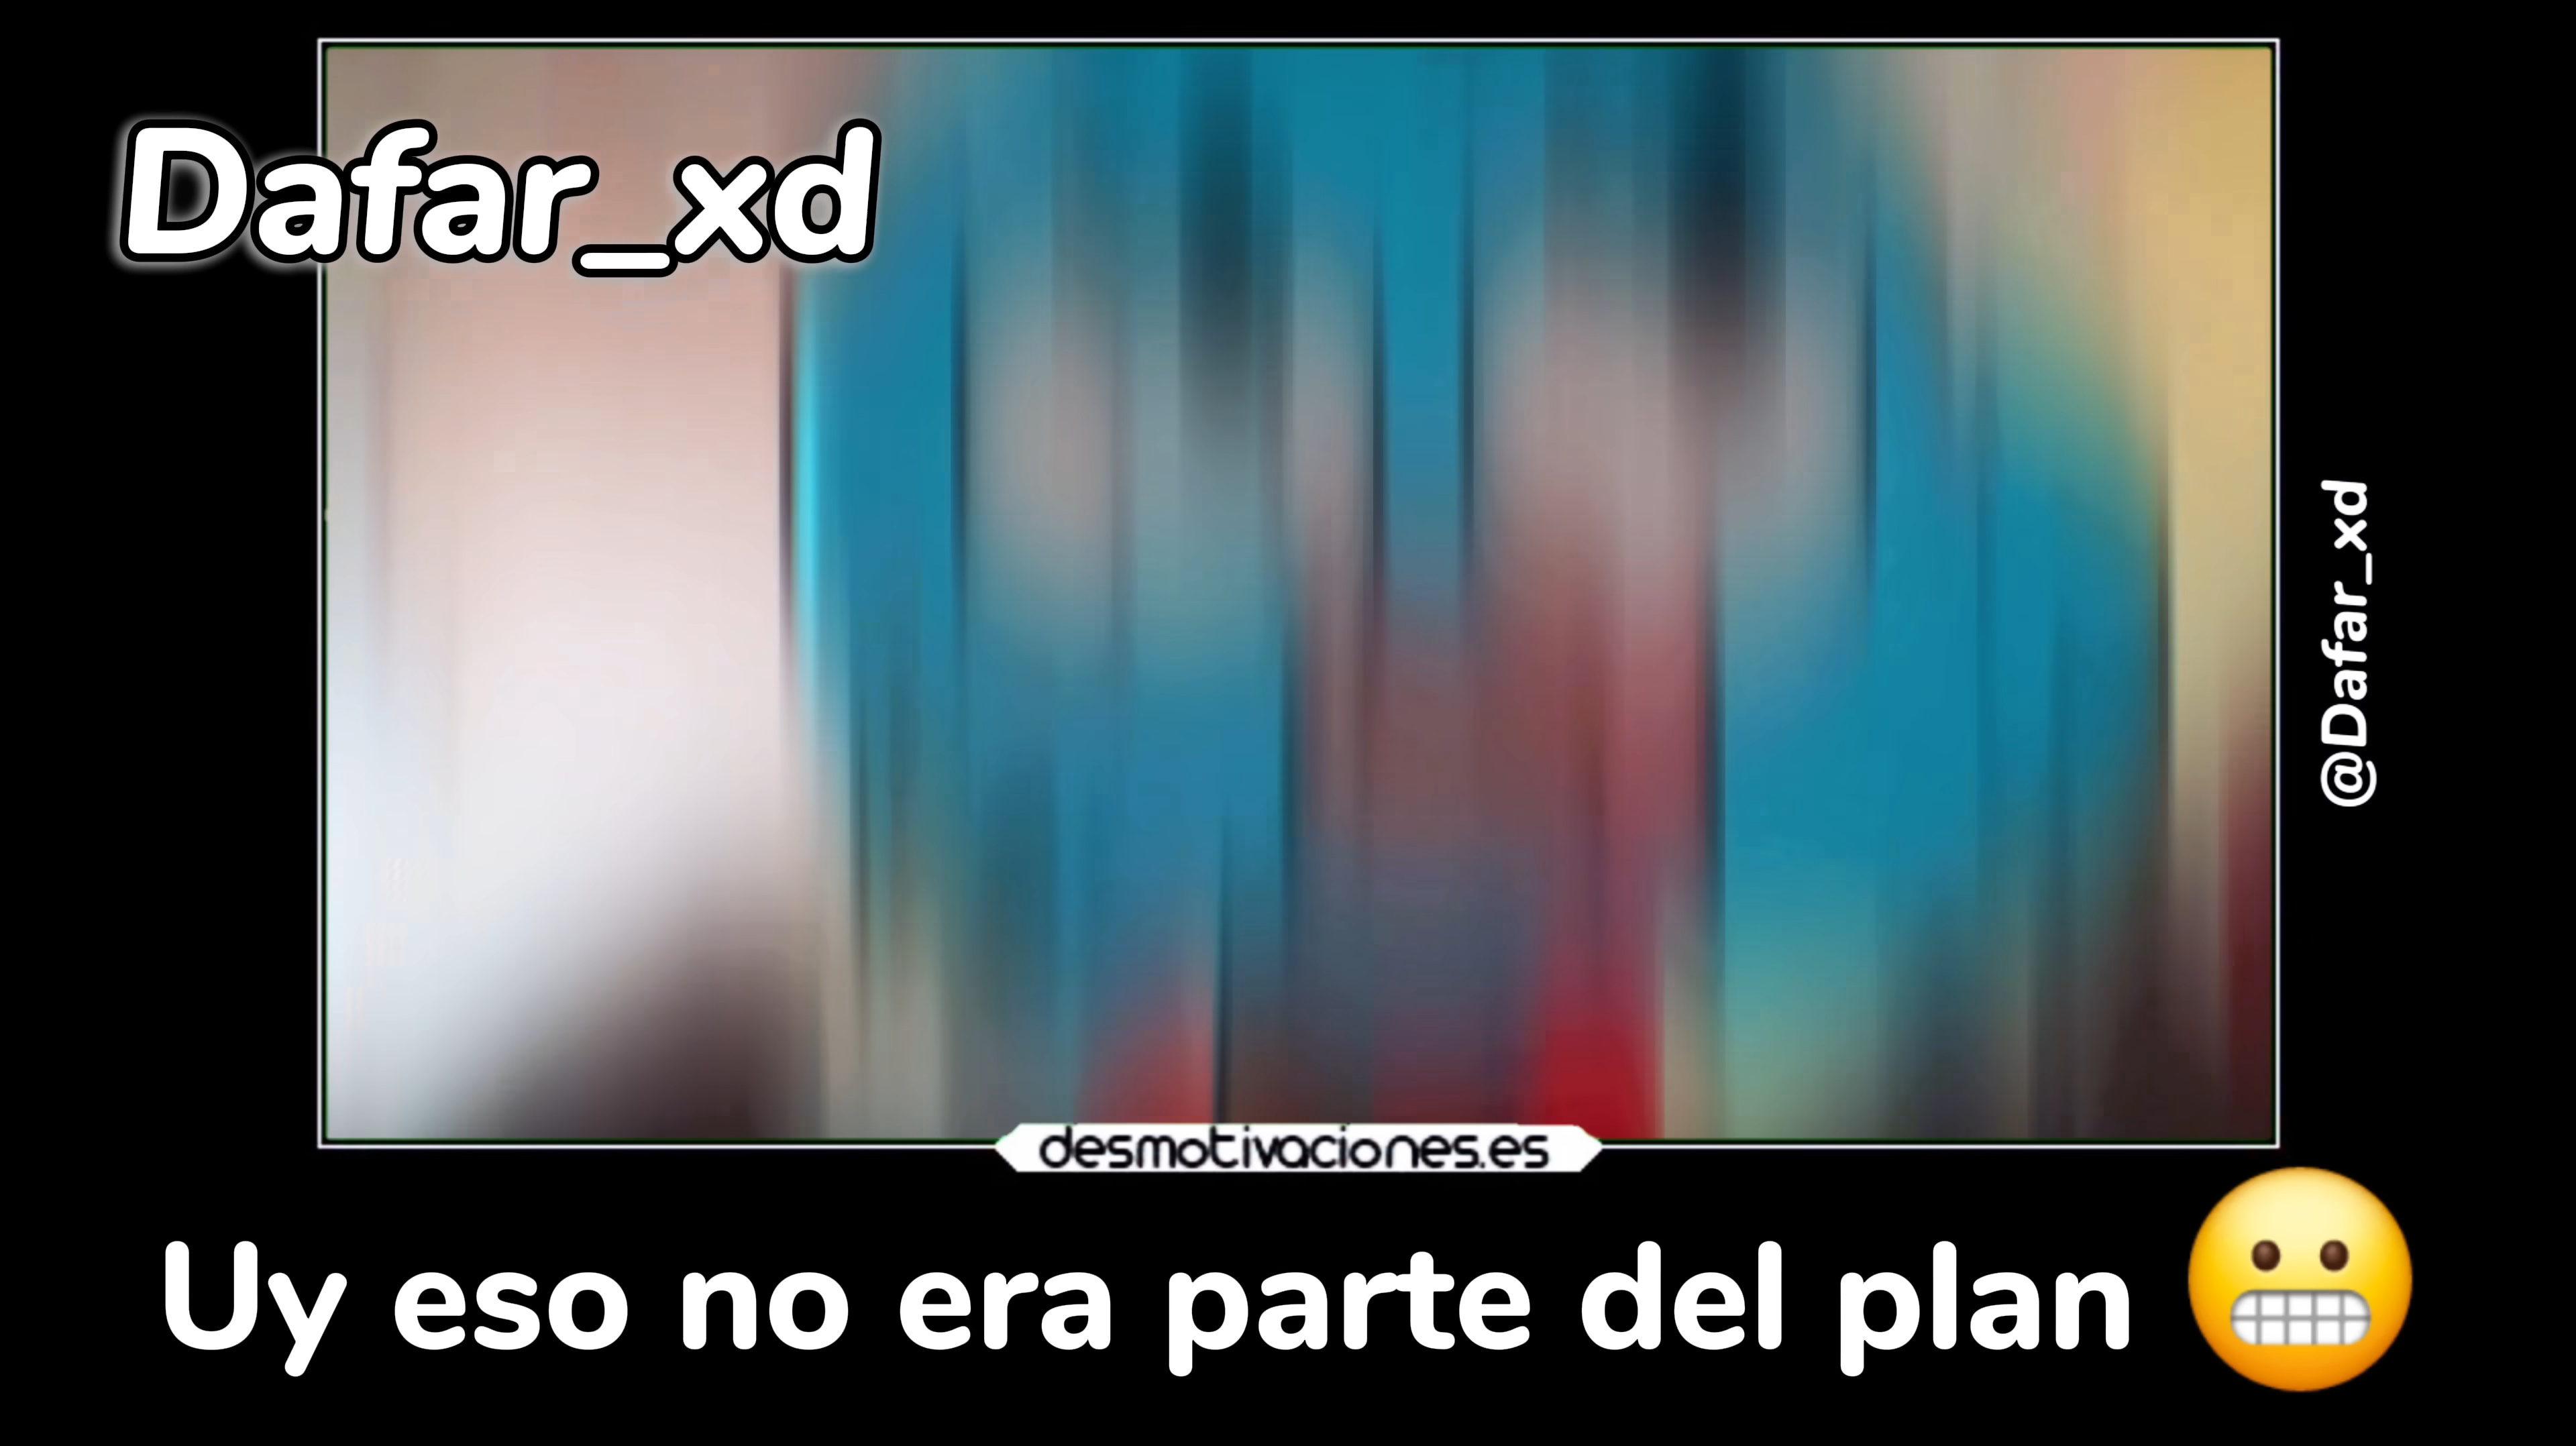 Dafar_xd
@Dafar_xd
desmotivaciones.es
Uy eso no era parte del plan 😬